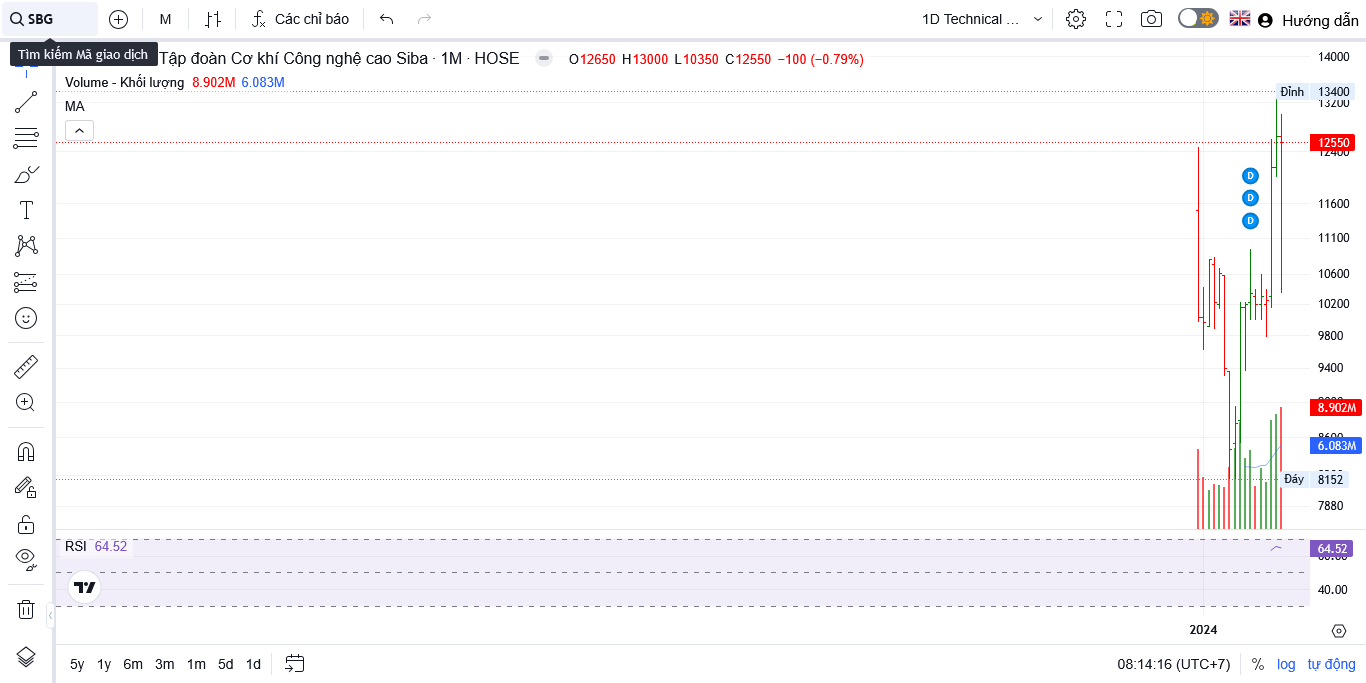 SBG
M
Các chỉ báo
1D Technical ...
Hướng dẫn
Tìm kiếm Mã giao dịch
Tập đoàn Cơ khí Công nghệ cao Siba · 1M · HOSE
O12650 H13000 L10350 C12550 −100 (−0.79%)
Volume - Khối lượng 8.902M 6.083M
MA
14000
Đỉnh 13400
13200
12550
12400
D
D
D
11600
11100
10600
10200
9800
9400
8.902M
8600
6.083M
Đáy 8152
7880
RSI 64.52
64.52
40.00
2024
5y 1y 6m 3m 1m 5d 1d
08:14:16 (UTC+7)
% log tự động